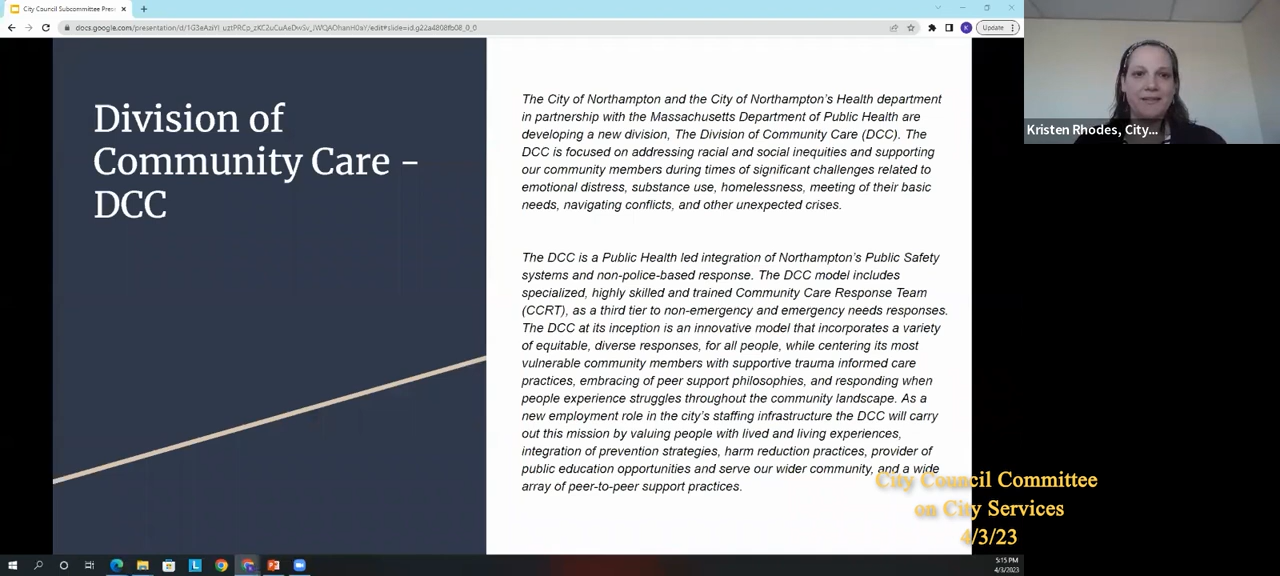 City Council Subcommittee Pres
docs.google.com/presentation/d/
Update
Division of
Community Care -
DCC
The City of Northampton and the City of Northampton's Health department
in partnership with the Massachusetts Department of Public Health are
developing a new division, The Division of Community Care (DCC). The
DCC is focused on addressing racial and social inequities and supporting
our community members during times of significant challenges related to
emotional distress, substance use, homelessness, meeting of their basic
needs, navigating conflicts, and other unexpected crises.
The DCC is a Public Health led integration of Northampton's Public Safety
systems and non-police-based response. The DCC model includes
specialized, highly skilled and trained Community Care Response Team
(CCRT), as a third tier to non-emergency and emergency needs responses.
The DCC at its inception is an innovative model that incorporates a variety
of equitable, diverse responses, for all people, while centering its most
vulnerable community members with supportive trauma informed care
practices, embracing of peer support philosophies, and responding when
people experience struggles throughout the community landscape. As a
new employment role in the city's staffing infrastructure the DCC will carry
out this mission by valuing people with lived and living experiences,
integration of prevention strategies, harm reduction practices, provider of
public education opportunities and serve our wider community, and a wide
array of peer-to-peer support practices.
Kristen Rhodes, City...
City Council Committee
on City Services
4/3/23
5:15 PM
4/3/2023